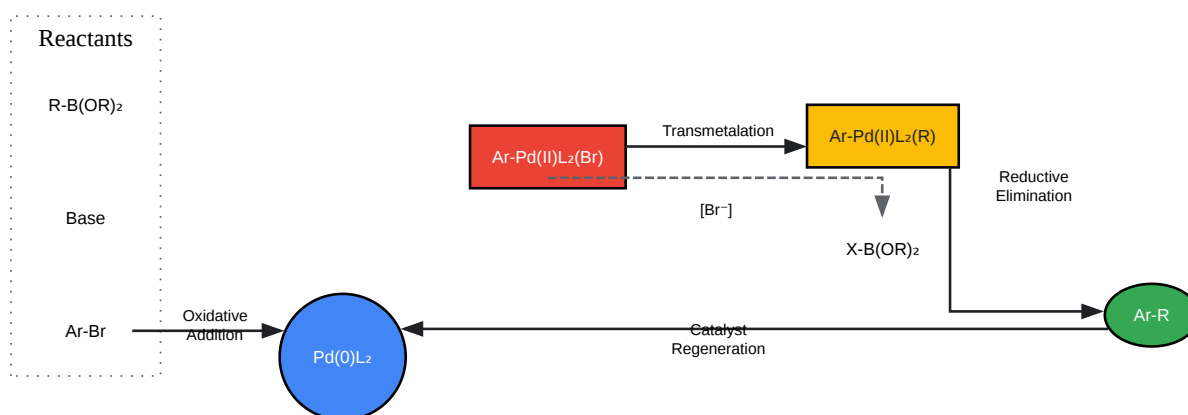 Reactants
R-B(OR)₂
Base
Ar-Br
Oxidative
Addition
Pd(0)L₂
Ar-Pd(II)L₂(Br)
Transmetalation
Ar-Pd(II)L₂(R)
[Br⁻]
X-B(OR)₂
Reductive
Elimination
Ar-R
Catalyst
Regeneration